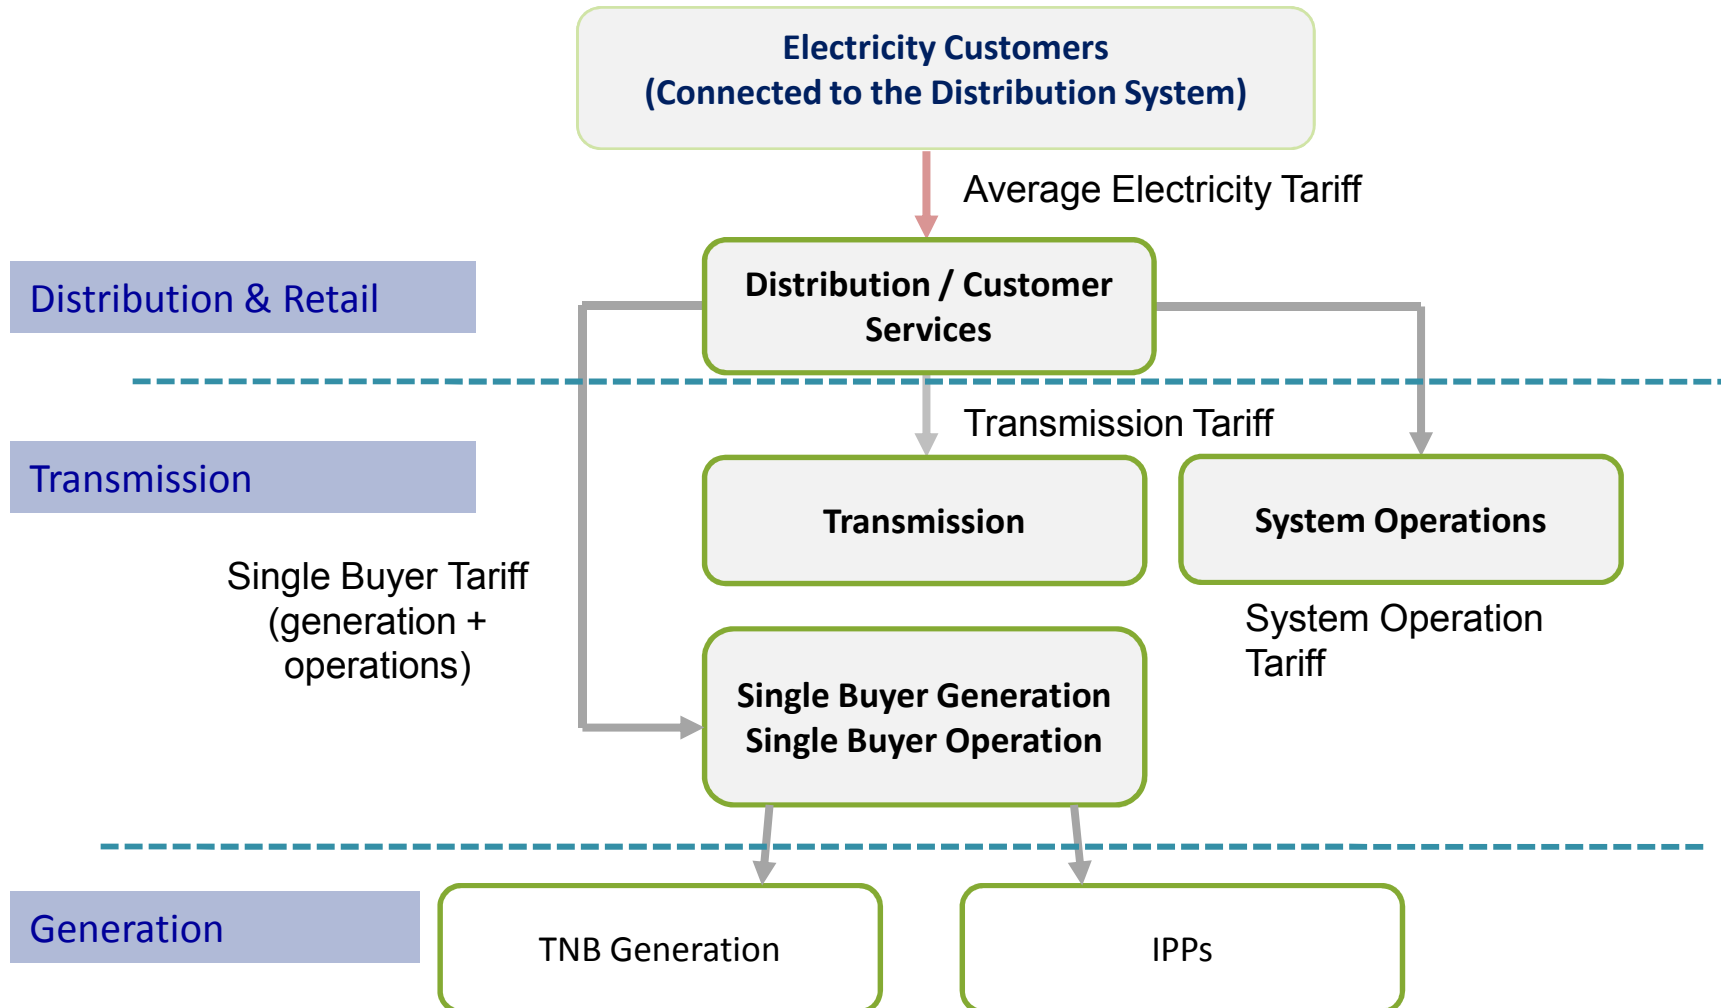 Electricity Customers
(Connected to the Distribution System)
Average Electricity Tariff
Distribution & Retail
Distribution / Customer
Services
Transmission Tariff
Transmission
Transmission
System Operations
Single Buyer Tariff
(generation +
operations)
System Operation
Tariff
Single Buyer Generation
Single Buyer Operation
Generation
TNB Generation
IPPs